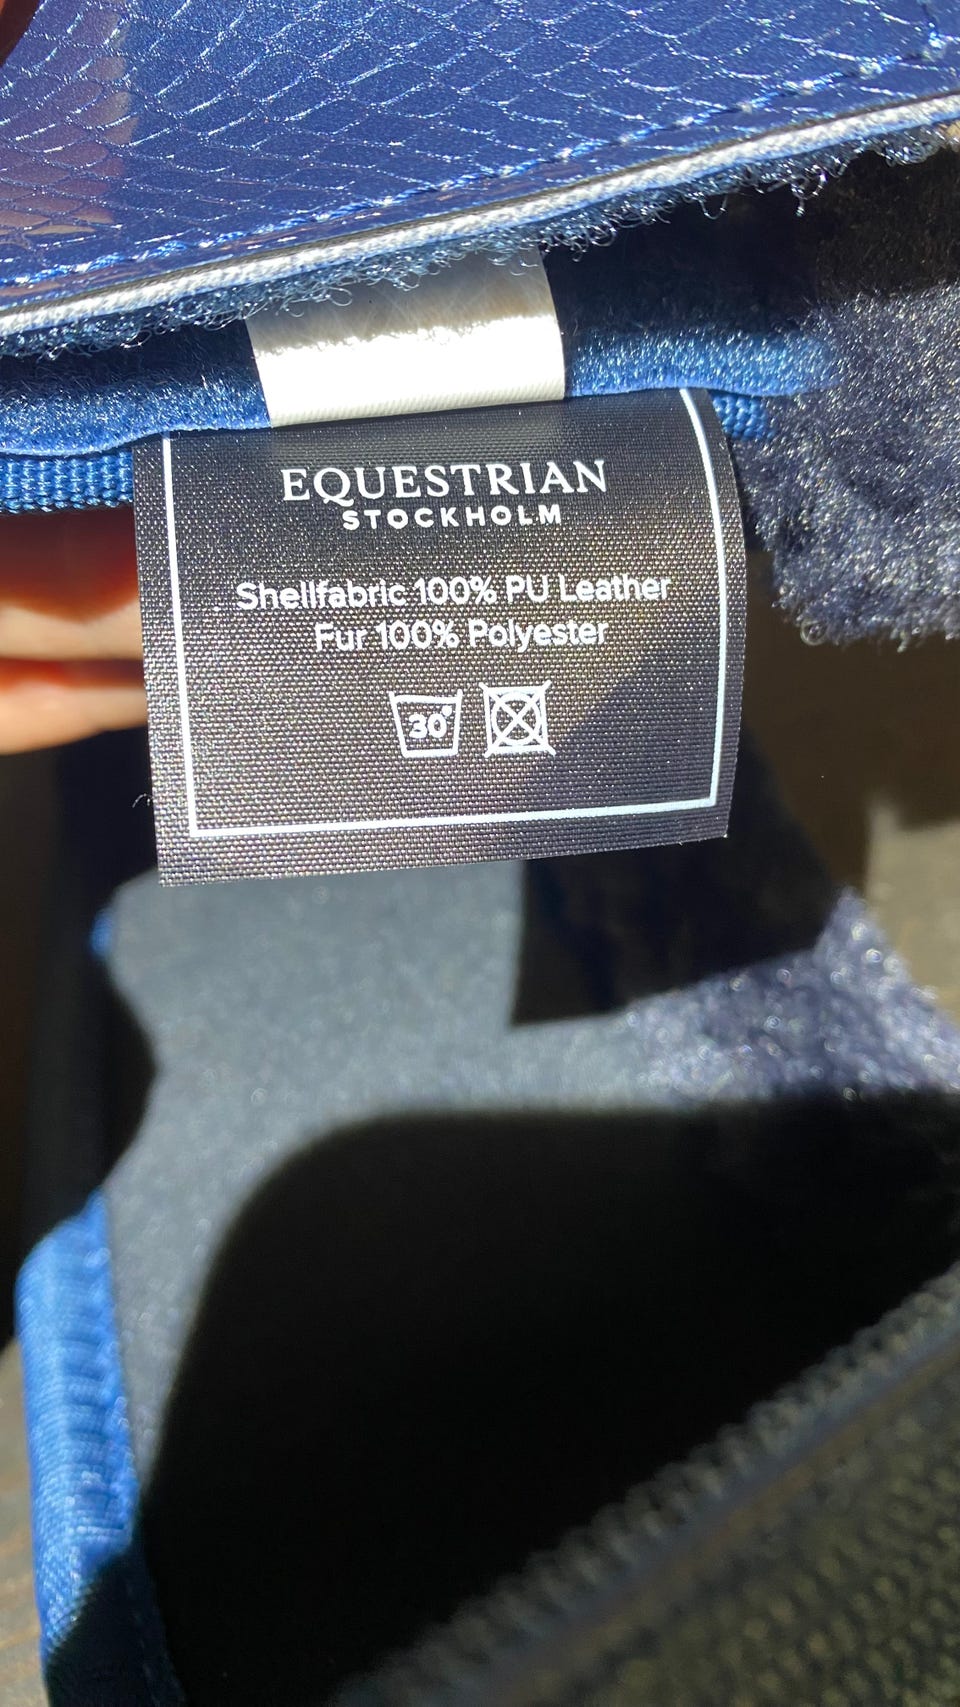 EQUESTRIAN
STOCKHOLM
Shellfabric 100% PU Leather
Fur 100% Polyester
30°